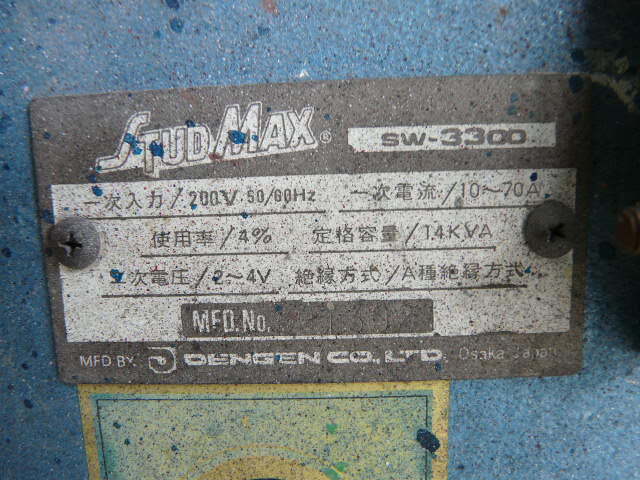 STUD MAX® SW-3300
一次入力/200V.50/60Hz 一次電流/10~70A
使用率/4% 定格容量/14KVA
二次電圧/2~4V 絶縁方式/A種絶縁方式
MFD.No.
MFD BY. DENGEN CO., LTD. Osaka Japan